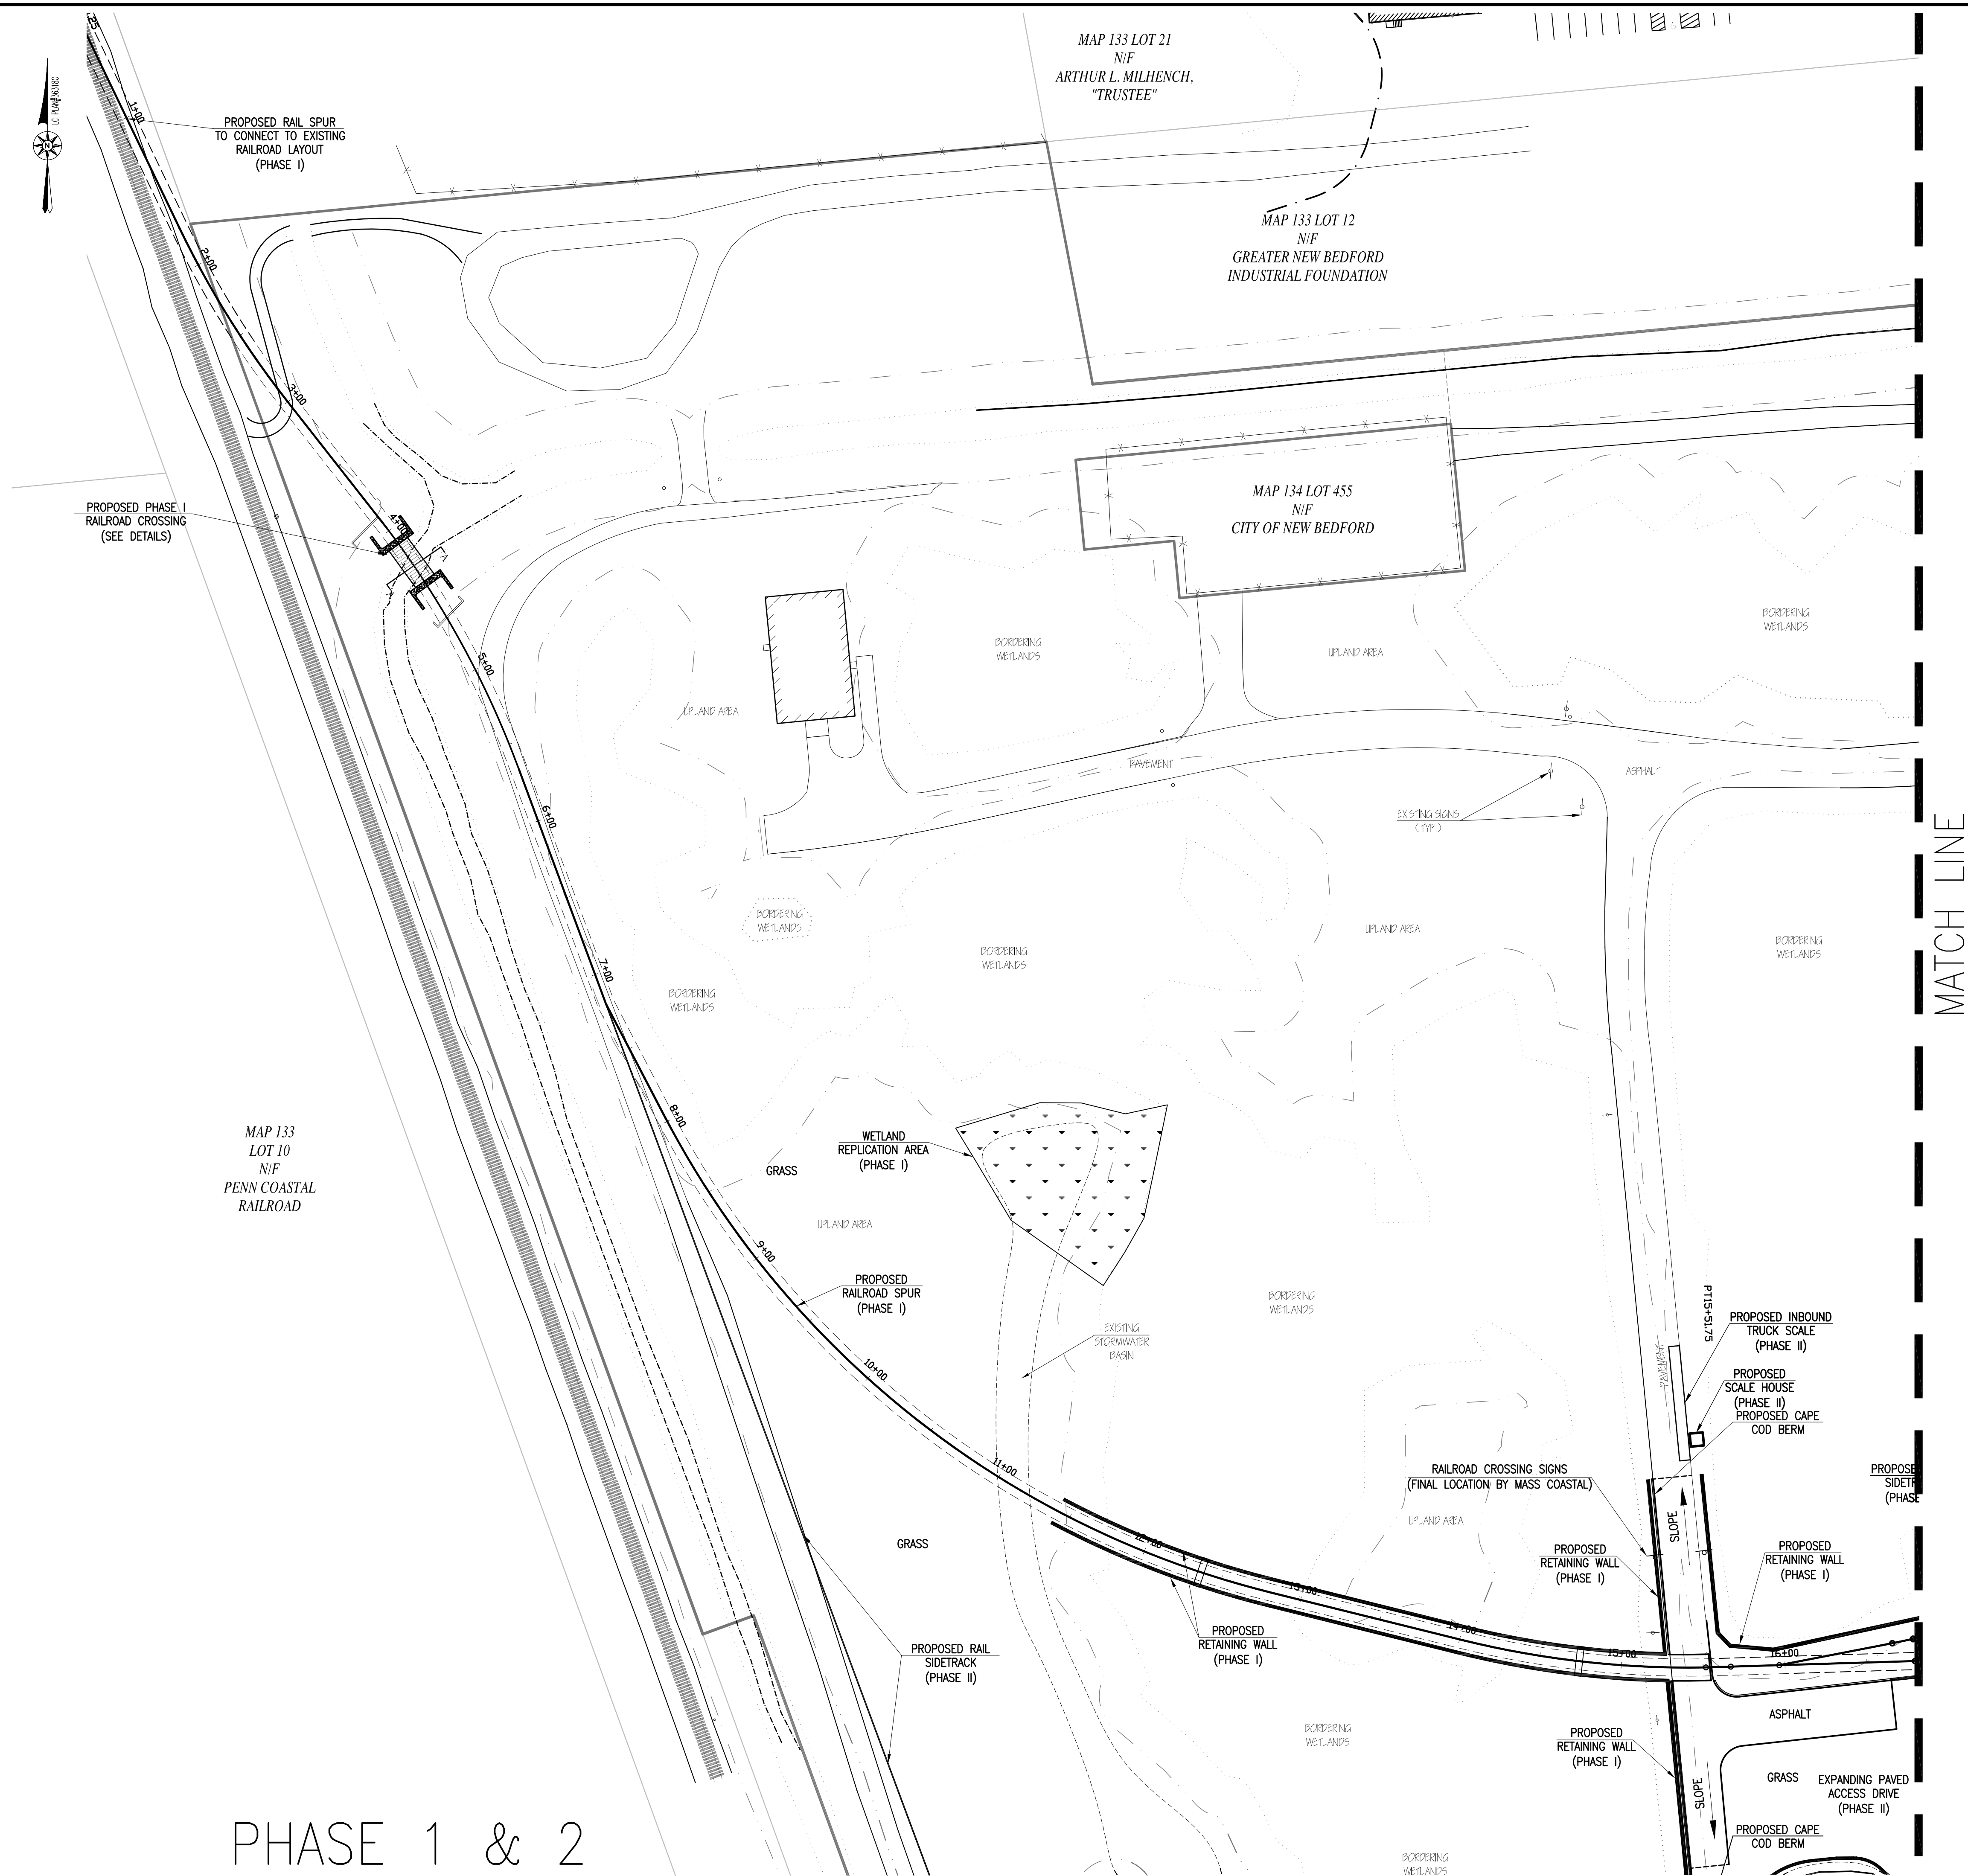 LC PLAN#36318C
N
.25
1+00
PROPOSED RAIL SPUR
TO CONNECT TO EXISTING
RAILROAD LAYOUT
(PHASE I)
MAP 133 LOT 21
N/F
ARTHUR L. MILHENCH,
"TRUSTEE"
2+00
MAP 133 LOT 12
N/F
GREATER NEW BEDFORD
INDUSTRIAL FOUNDATION
3+00
PROPOSED PHASE I
RAILROAD CROSSING
(SEE DETAILS)
4+00
MAP 134 LOT 455
N/F
CITY OF NEW BEDFORD
BORDERING
WETLANDS
BORDERING
WETLANDS
UPLAND AREA
5+00
UPLAND AREA
PAVEMENT
ASPHALT
6+00
EXISTING SIGNS
(TYP.)
MATCH LINE
BORDERING
WETLANDS
UPLAND AREA
BORDERING
WETLANDS
BORDERING
WETLANDS
7+00
BORDERING
WETLANDS
8+00
MAP 133
LOT 10
N/F
PENN COASTAL
RAILROAD
WETLAND
REPLICATION AREA
(PHASE I)
GRASS
UPLAND AREA
9+00
PROPOSED
RAILROAD SPUR
(PHASE I)
BORDERING
WETLANDS
EXISTING
STORMWATER
BASIN
PT15+51.75
PROPOSED INBOUND
TRUCK SCALE
(PHASE II)
PAVEMENT
10+00
PROPOSED
SCALE HOUSE
(PHASE II)
PROPOSED CAPE
COD BERM
11+00
RAILROAD CROSSING SIGNS
(FINAL LOCATION BY MASS COASTAL)
PROPOSE
SIDET
(PHASE
UPLAND AREA
SLOPE
GRASS
12+00
PROPOSED
RETAINING WALL
(PHASE I)
PROPOSED
RETAINING WALL
(PHASE I)
13+00
PROPOSED
RETAINING WALL
(PHASE I)
14+00
PROPOSED RAIL
SIDETRACK
(PHASE II)
15+00
16+00
ASPHALT
BORDERING
WETLANDS
PROPOSED
RETAINING WALL
(PHASE I)
SLOPE
GRASS
EXPANDING PAVED
ACCESS DRIVE
(PHASE II)
PROPOSED CAPE
COD BERM
BORDERING
WETLANDS
PHASE 1 & 2